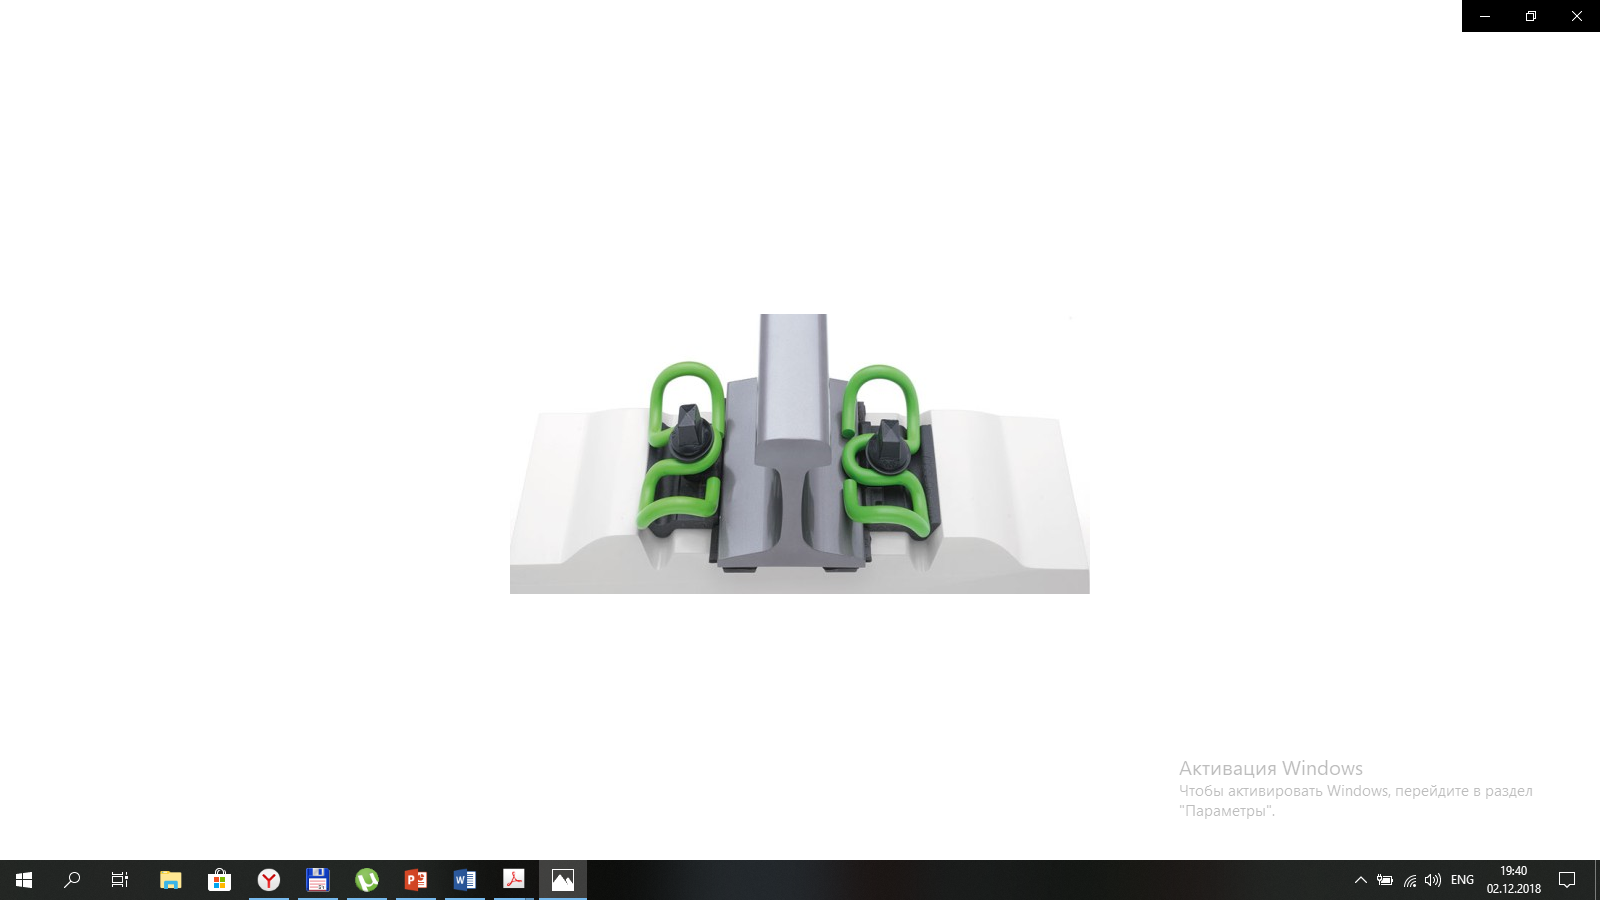 Активация Windows
Чтобы активировать Windows, перейдите в раздел
"Параметры".
ENG
19:40
02.12.2018